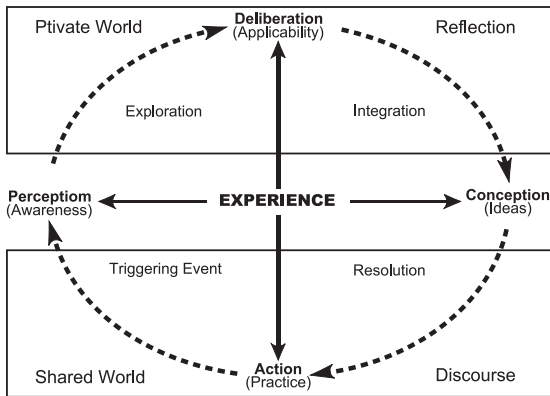 Ptivate World
Deliberation
(Applicability)
Reflection
Exploration
Integration
Perceptiom
(Awareness)
EXPERIENCE
Conception
(Ideas)
Triggering Event
Resolution
Shared World
Action
(Practice)
Discourse